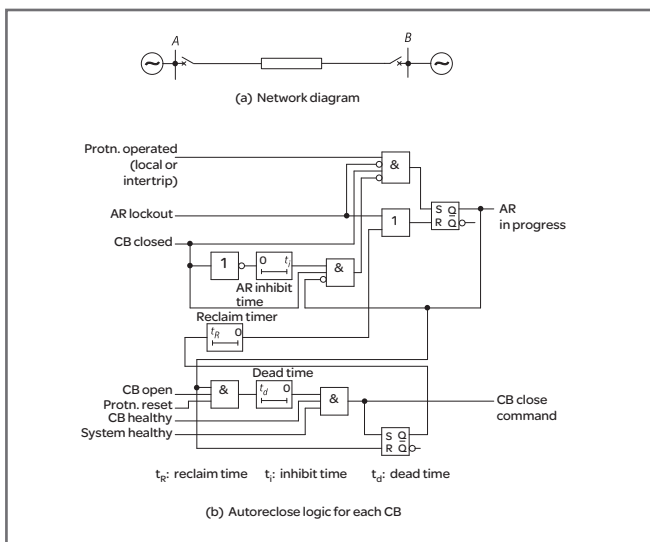 A
B
~
~
(a) Network diagram
Protn. operated
(local or
intertrip)
&
AR lockout
1
S Q
R Q
AR
in progress
CB closed
1
0 ti
&
AR inhibit
time
Reclaim timer
tR 0
Dead time
CB open
&
td 0
&
CB close
command
Protn. reset
CB healthy
System healthy
S Q
R Q
tR: reclaim time ti: inhibit time td: dead time
(b) Autoreclose logic for each CB